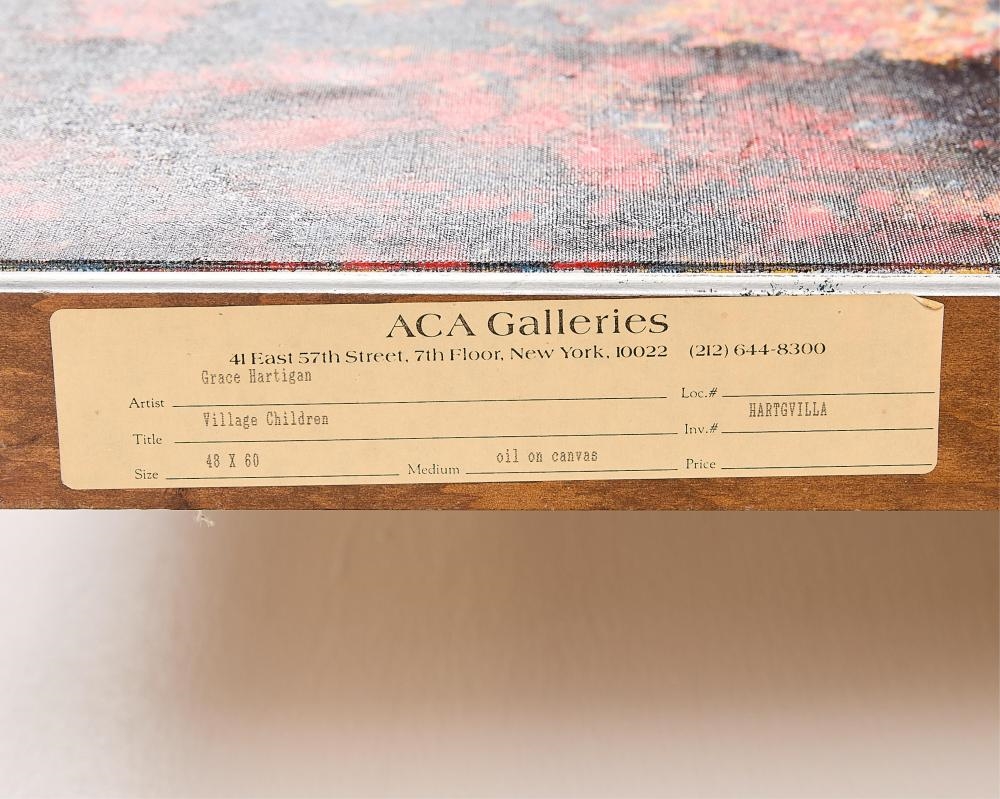 ACA Galleries
41 East 57th Street, 7th Floor, New York, 10022 (212) 644-8300
Artist Grace Hartigan Loc.#
Title Village Children Inv.# HARTGVILLA
Size 48 X 60 Medium oil on canvas Price